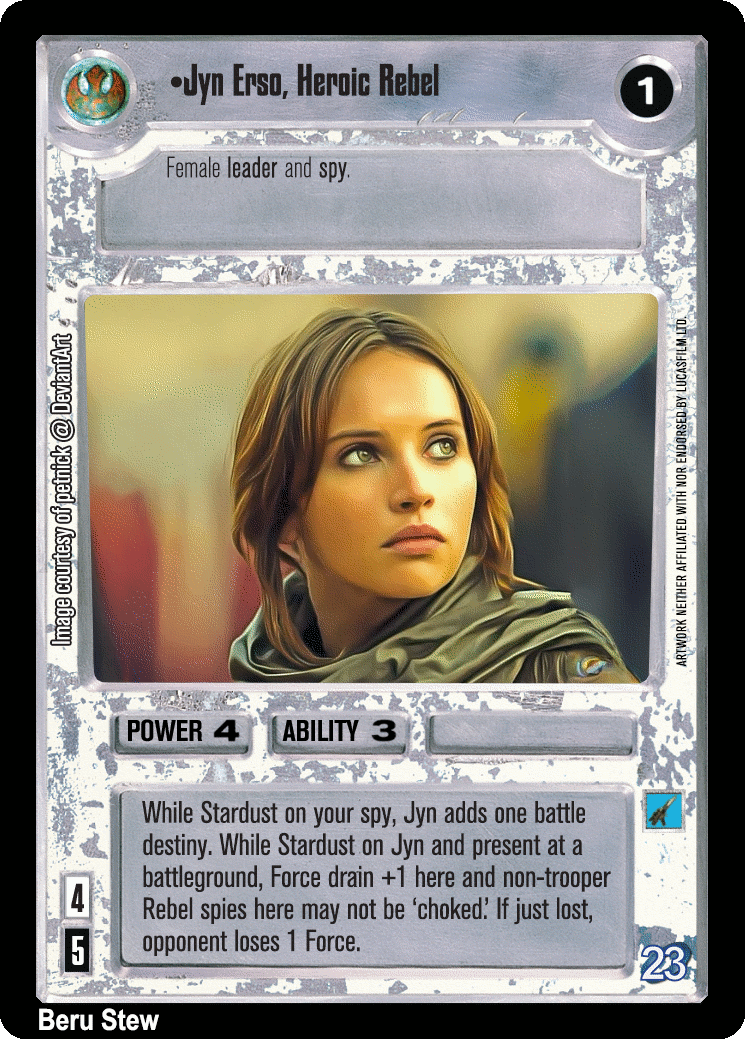 •Jyn Erso, Heroic Rebel
1
Female leader and spy.
Image courtesy of petnick @ DeviantArt
ARTWORK NEITHER AFFILIATED WITH NOR ENDORSED BY LUCASFILM LTD.
POWER 4
ABILITY 3
While Stardust on your spy, Jyn adds one battle
destiny. While Stardust on Jyn and present at a
battleground, Force drain +1 here and non-trooper
Rebel spies here may not be ‘choked.’ If just lost,
opponent loses 1 Force.
4
5
23
Beru Stew